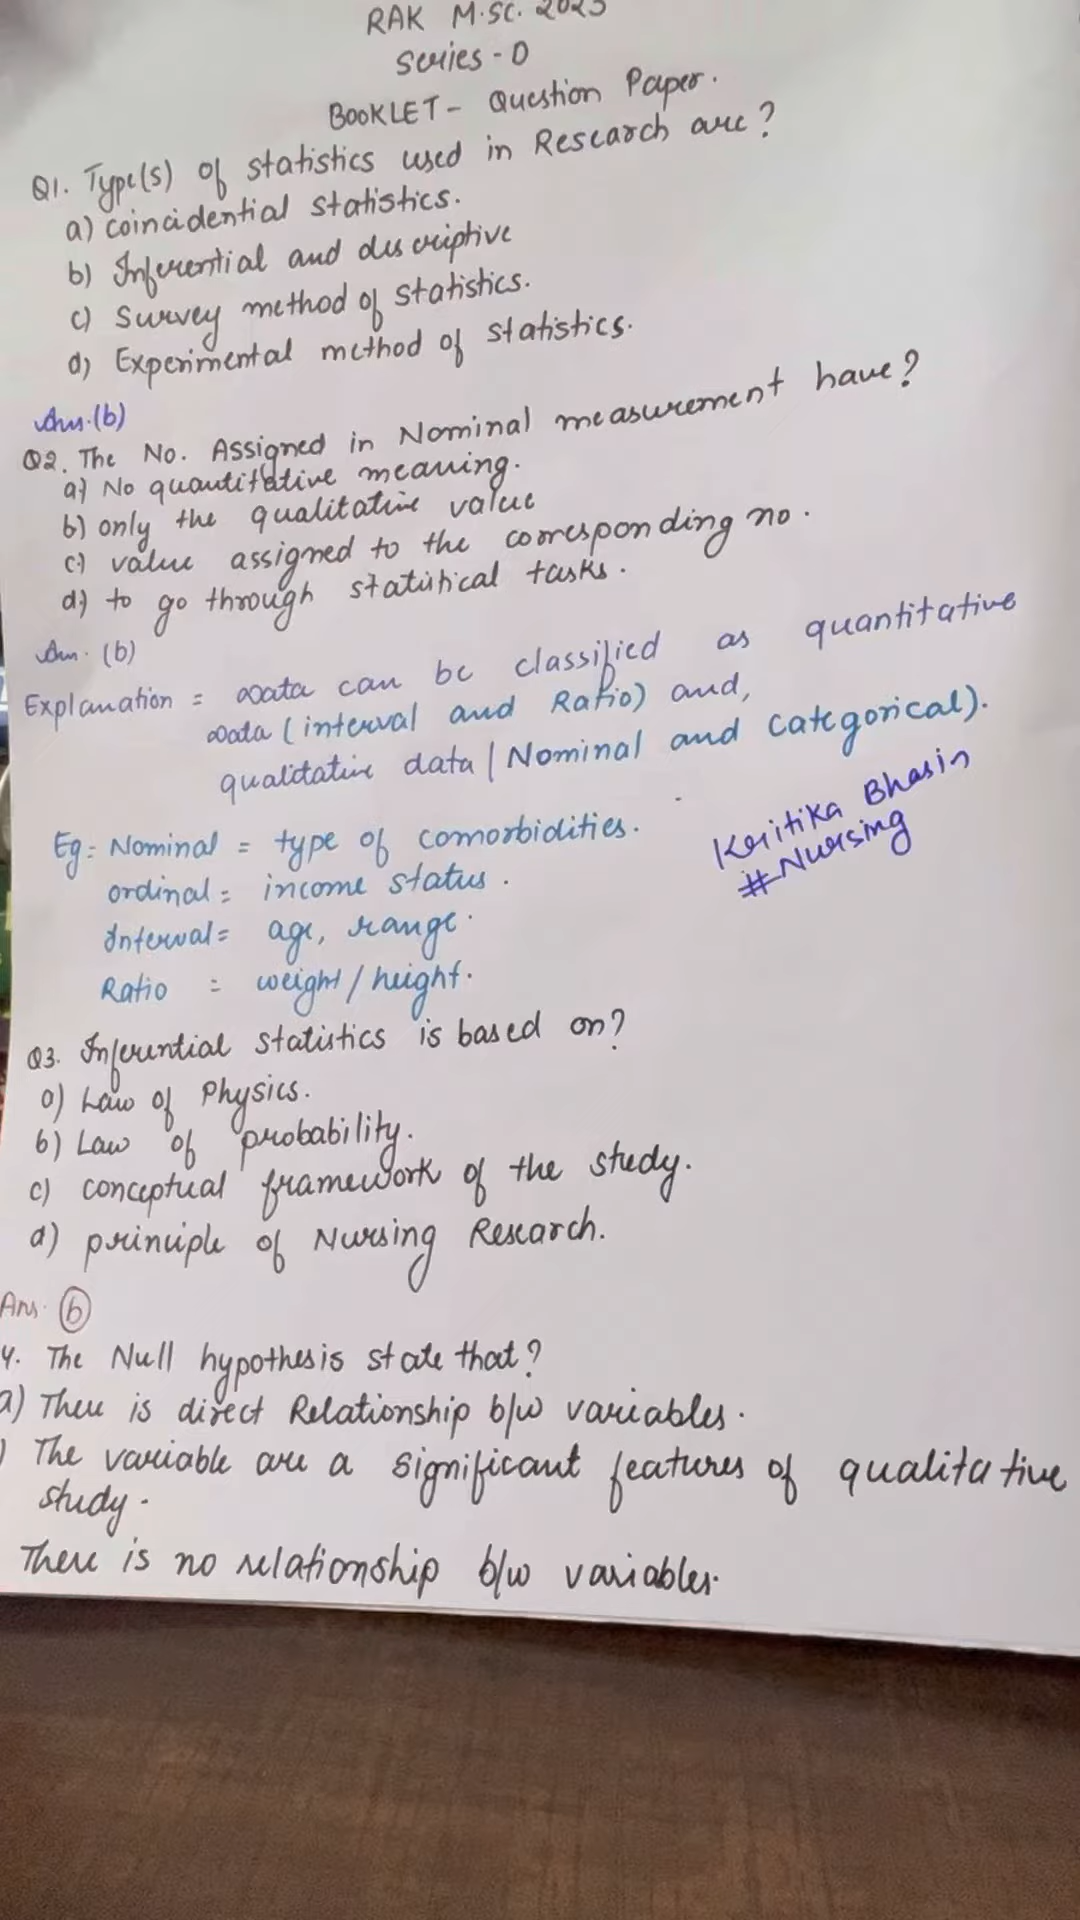 RAK M.SC. 2023
Series - D
BOOKLET - Question Paper.
Q1. Type(s) of statistics used in Research are?
a) coincidential statistics.
b) Inferential and descriptive
c) Survey method of statistics.
d) Experimental method of statistics.
Ans.(b)
Q2. The No. Assigned in Nominal measurement have?
a) No quantitative meaning.
b) only the qualitative value
c) value assigned to the corresponding no.
d) to go through statistical tasks.
Ans. (b)
Explanation = Data can be classified as quantitative
Data (interval and Ratio) and,
qualitative data (Nominal and categorical).
Kritika Bhasin
#Nursing
Eg: Nominal = type of comorbidities.
ordinal = income status.
Interval = age, range.
Ratio = weight/height.
Q3. Inferential statistics is based on?
a) Law of Physics.
b) Law of probability.
c) conceptual framework of the study.
d) principle of Nursing Research.
Ans. (b)
4. The Null hypothesis state that?
a) There is direct Relationship b/w variables.
) The variable are a significant features of qualitative
study.
There is no relationship b/w variables.